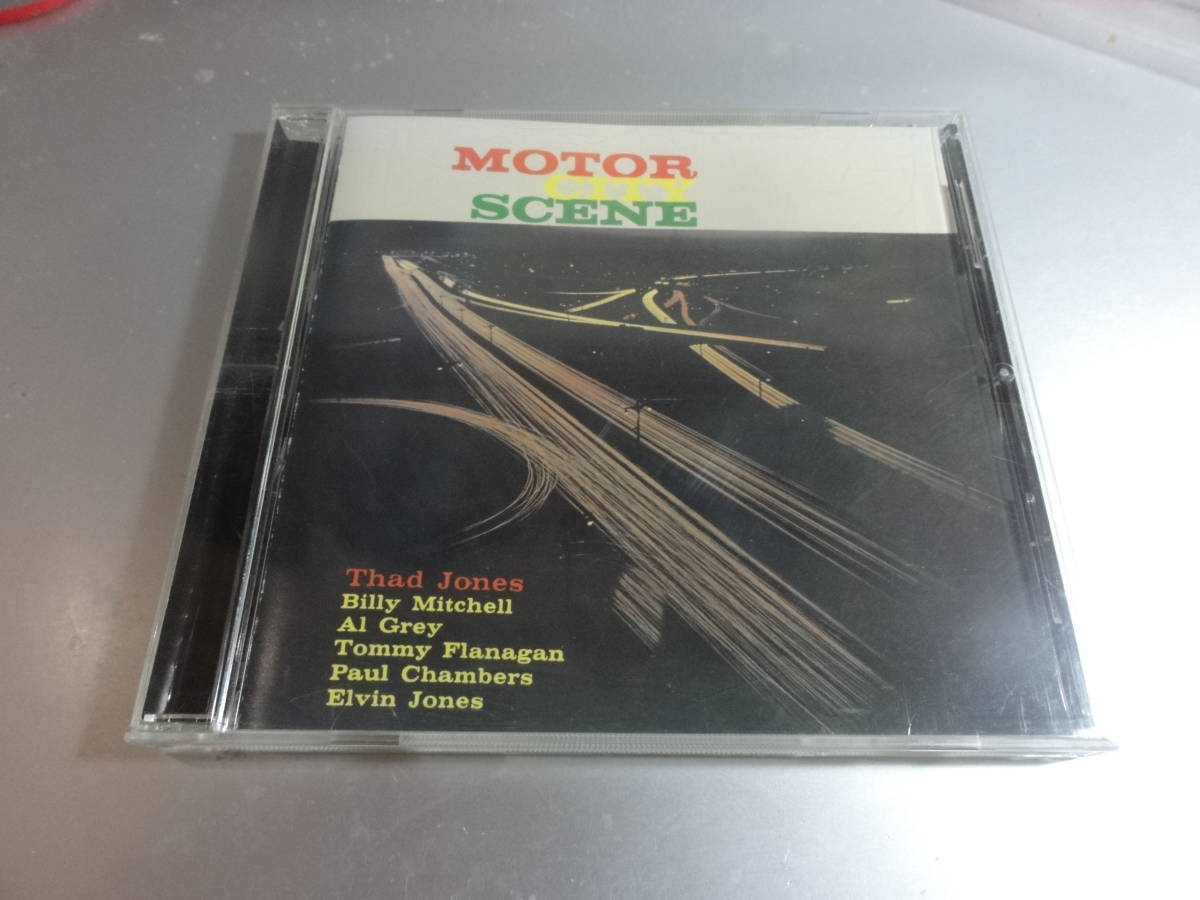 MOTOR
CITY
SCENE
Thad Jones
Billy Mitchell
Al Grey
Tommy Flanagan
Paul Chambers
Elvin Jones